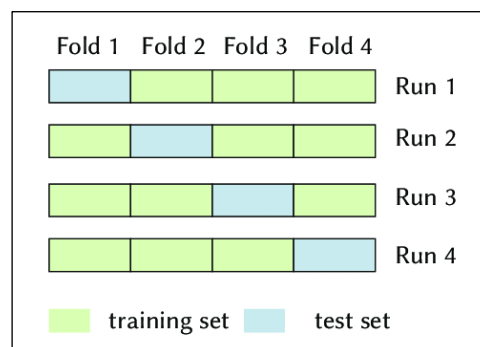 Fold 1 Fold 2 Fold 3 Fold 4
Run 1
Run 2
Run 3
Run 4
training set test set